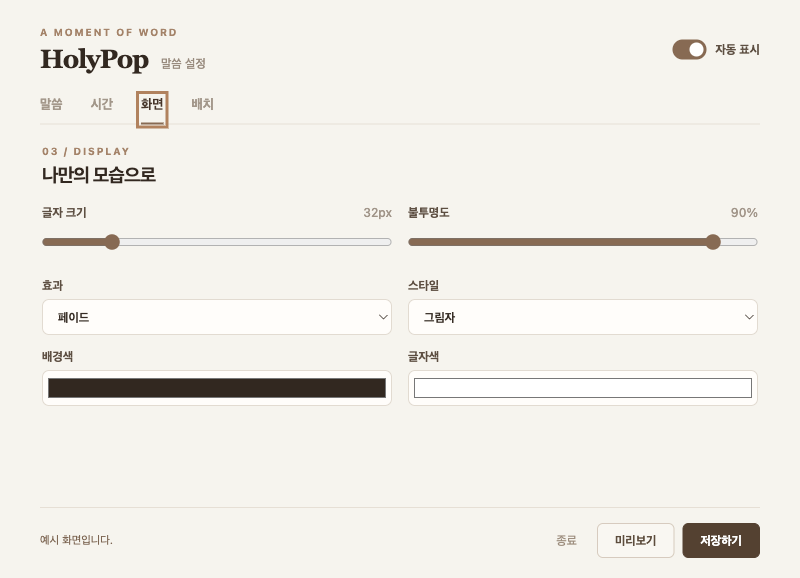 A MOMENT OF WORD
HolyPop 말씀 설정
자동 표시
말씀 시간 화면 배치
03 / DISPLAY
나만의 모습으로
글자 크기 32px
불투명도 90%
효과
스타일
페이드
그림자
배경색
글자색
예시 화면입니다.
종료 미리보기 저장하기